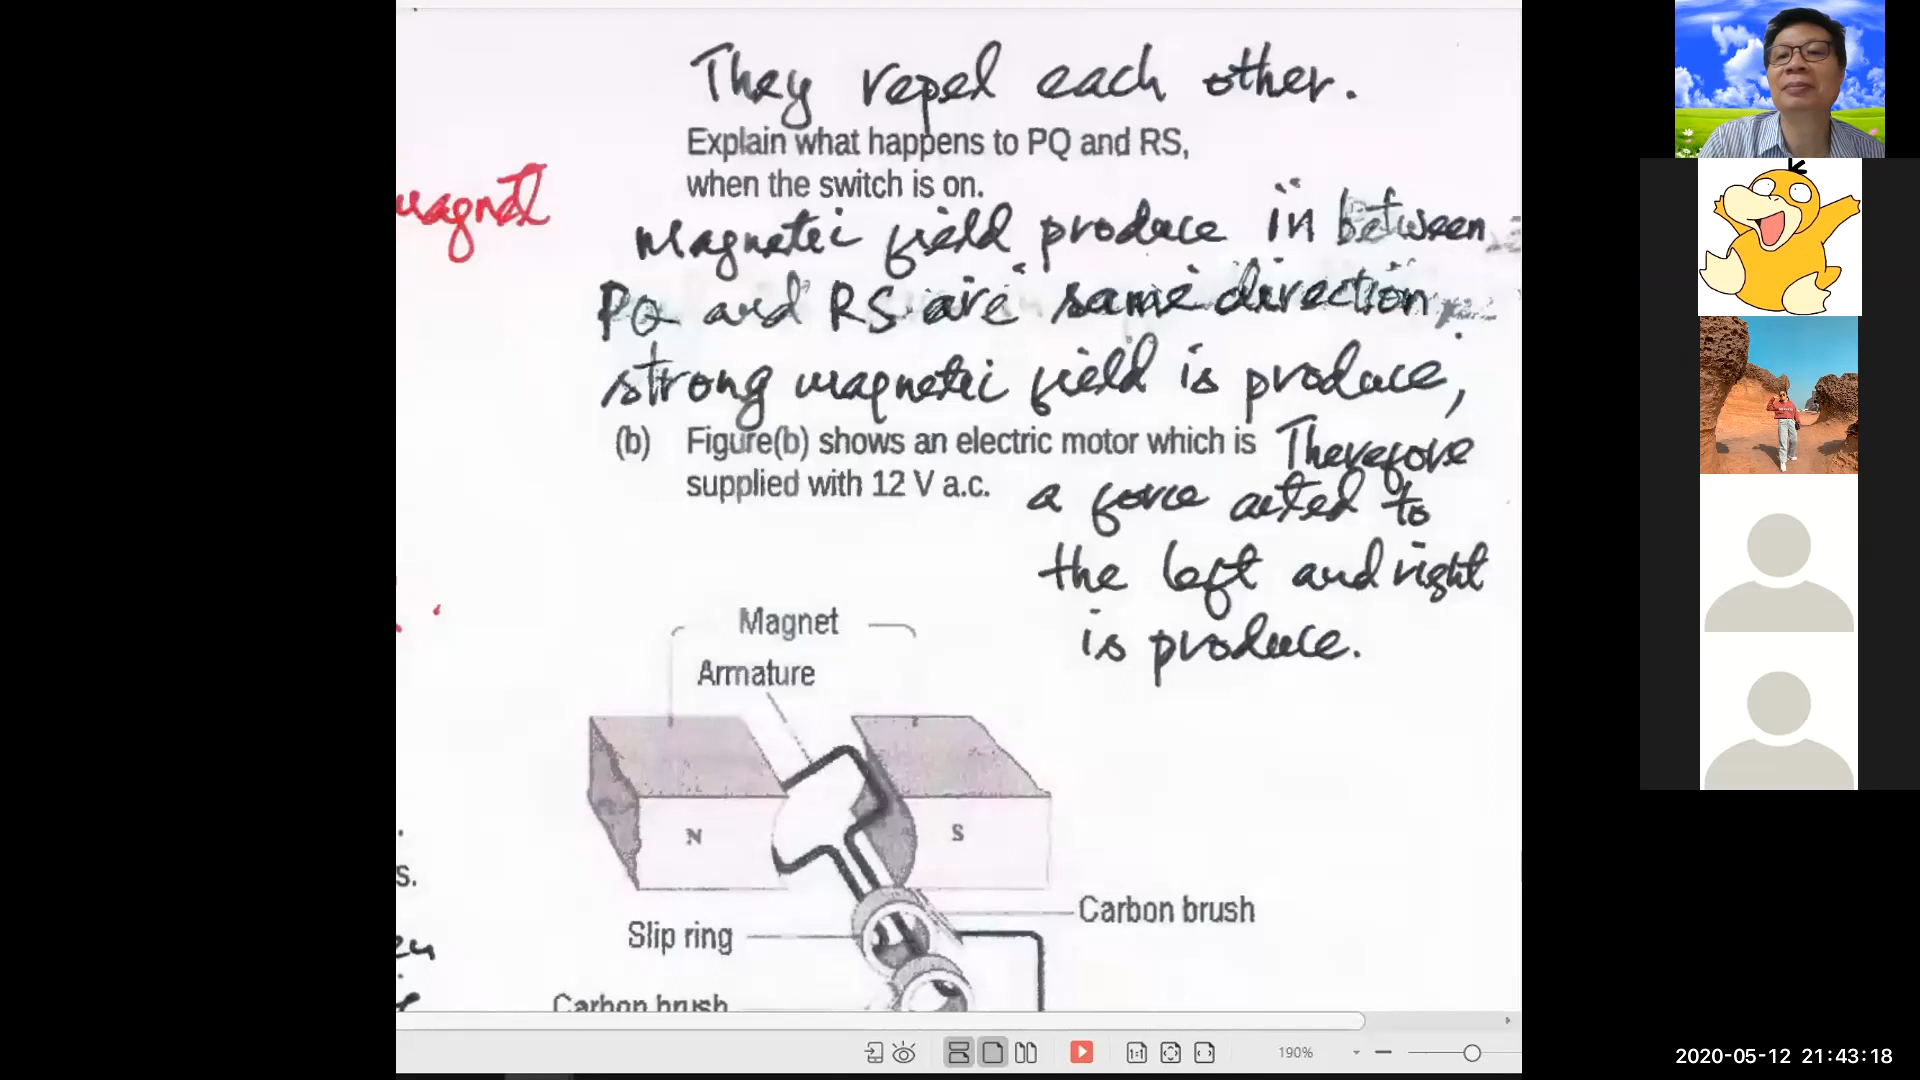 They repel each other.
Explain what happens to PQ and RS,
when the switch is on.
magnet
Magnetic field produce in between
PQ and RS are same direction.
strong magnetic field is produce,
(b) Figure(b) shows an electric motor which is
supplied with 12 V a.c.
Therefore
a force acted to
the left and right
is produce.
Magnet
Armature
N
S
s.
Carbon brush
Slip ring
Carbon brush
190%
2020-05-12 21:43:18